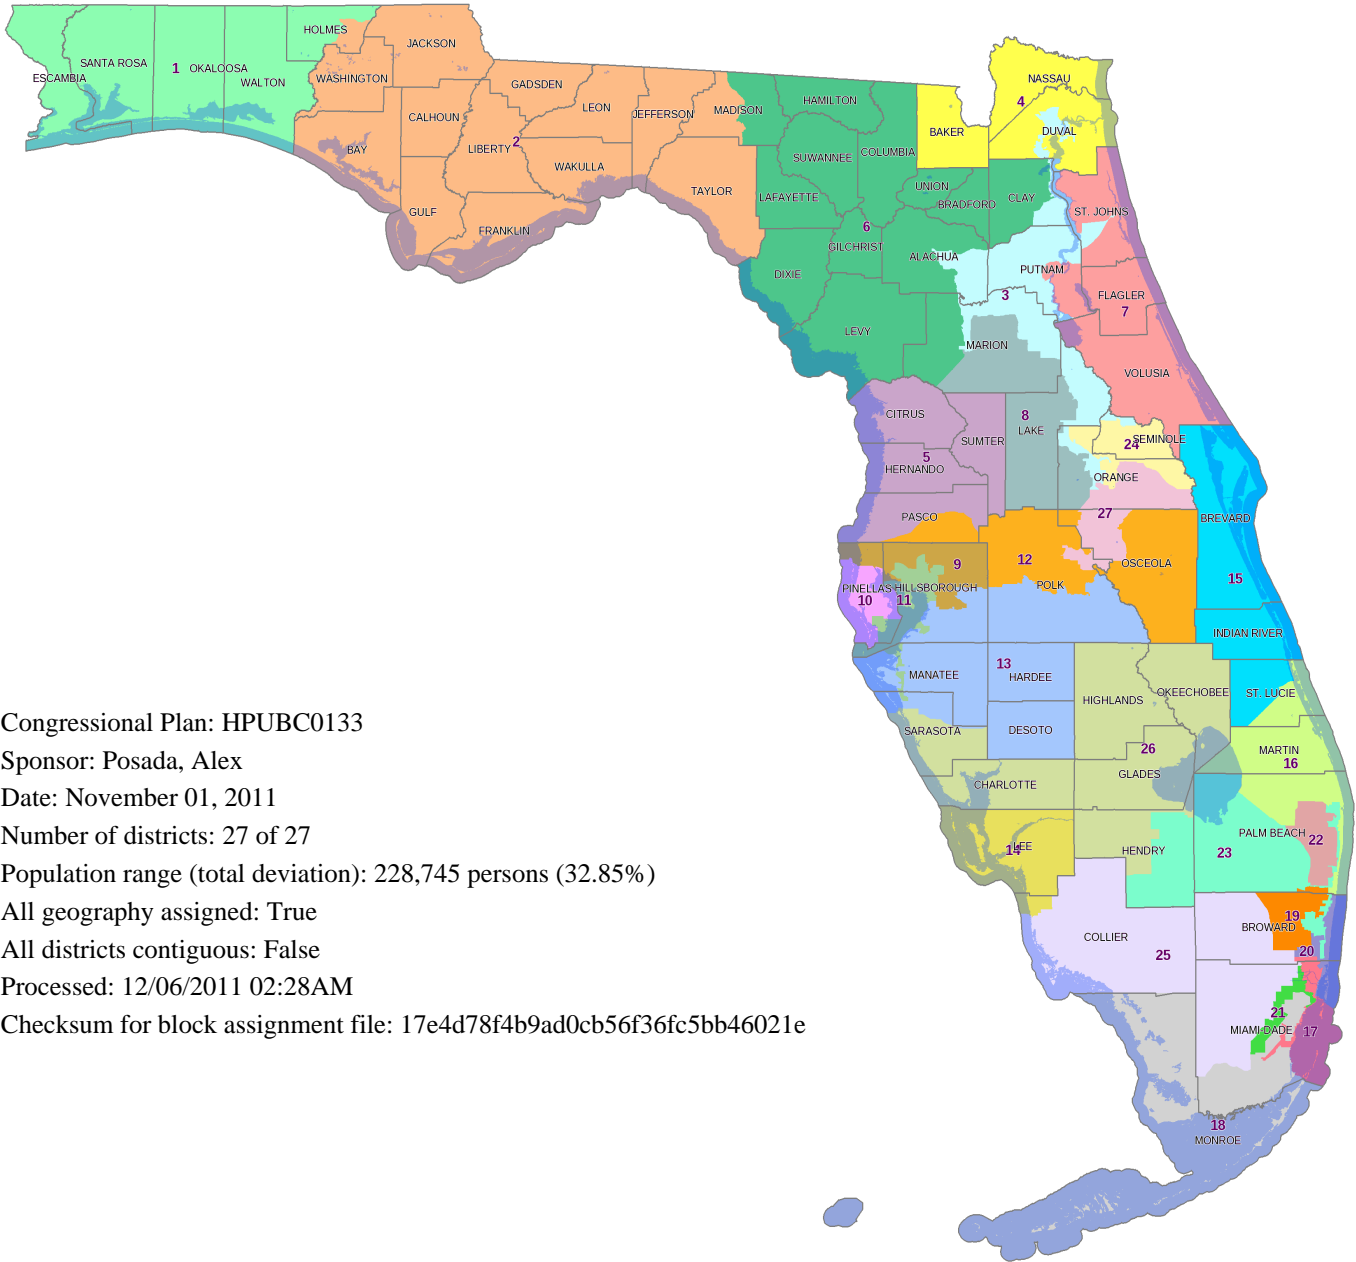 HOLMES
JACKSON
SANTA ROSA
1
OKALOOSA
ESCAMBIA
WALTON
WASHINGTON
GADSDEN
LEON
JEFFERSON
MADISON
HAMILTON
NASSAU
4
CALHOUN
LIBERTY
2
BAY
WAKULLA
SUWANNEE
COLUMBIA
BAKER
DUVAL
TAYLOR
LAFAYETTE
UNION
BRADFORD
CLAY
GULF
FRANKLIN
6
ST. JOHNS
GILCHRIST
ALACHUA
DIXIE
PUTNAM
3
FLAGLER
7
LEVY
MARION
VOLUSIA
CITRUS
8
LAKE
SUMTER
24
SEMINOLE
5
HERNANDO
ORANGE
PASCO
27
BREVARD
9
12
OSCEOLA
PINELLAS
HILLSBOROUGH
POLK
15
10
11
INDIAN RIVER
13
MANATEE
HARDEE
HIGHLANDS
OKEECHOBEE
ST. LUCIE
SARASOTA
DESOTO
26
MARTIN
16
CHARLOTTE
GLADES
14
LEE
HENDRY
23
PALM BEACH
22
19
BROWARD
COLLIER
25
20
21
MIAMI-DADE
17
18
MONROE
Congressional Plan: HPUBC0133
Sponsor: Posada, Alex
Date: November 01, 2011
Number of districts: 27 of 27
Population range (total deviation): 228,745 persons (32.85%)
All geography assigned: True
All districts contiguous: False
Processed: 12/06/2011 02:28AM
Checksum for block assignment file: 17e4d78f4b9ad0cb56f36fc5bb46021e